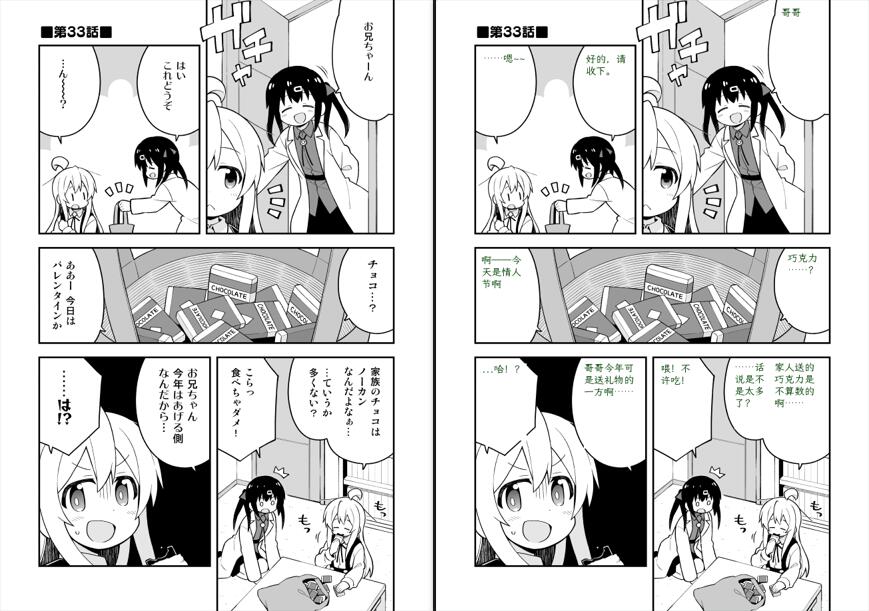 ■第33話■
お兄ちゃーん
ガ
チャ
ッ
はい
これどうぞ
…ん～～～?
チョコ…?
CHOCOLATE
CHOCOLATE
CHOCOLATE
CHOCOLATE
ああー 今日は
バレンタインか
家族のチョコは
ノーカン
なんだよなぁ…
…ていうか
多くない?
こらっ
食べちゃダメ!
もっ
もっ
お兄ちゃん
今年はあげる側
なんだから…
……は!?
■第33話■
哥哥
ガ
チャ
ッ
好的，请
收下。
……嗯~~
巧克力
……?
CHOCOLATE
CHOCOLATE
CHOCOLATE
CHOCOLATE
啊——今
天是情人
节啊
家人送的
巧克力是
不算数的
啊……
……话
说是不
是太多
了?
喂! 不
许吃!
もっ
もっ
哥哥今年可
是送礼物的
一方啊……
...哈! ?